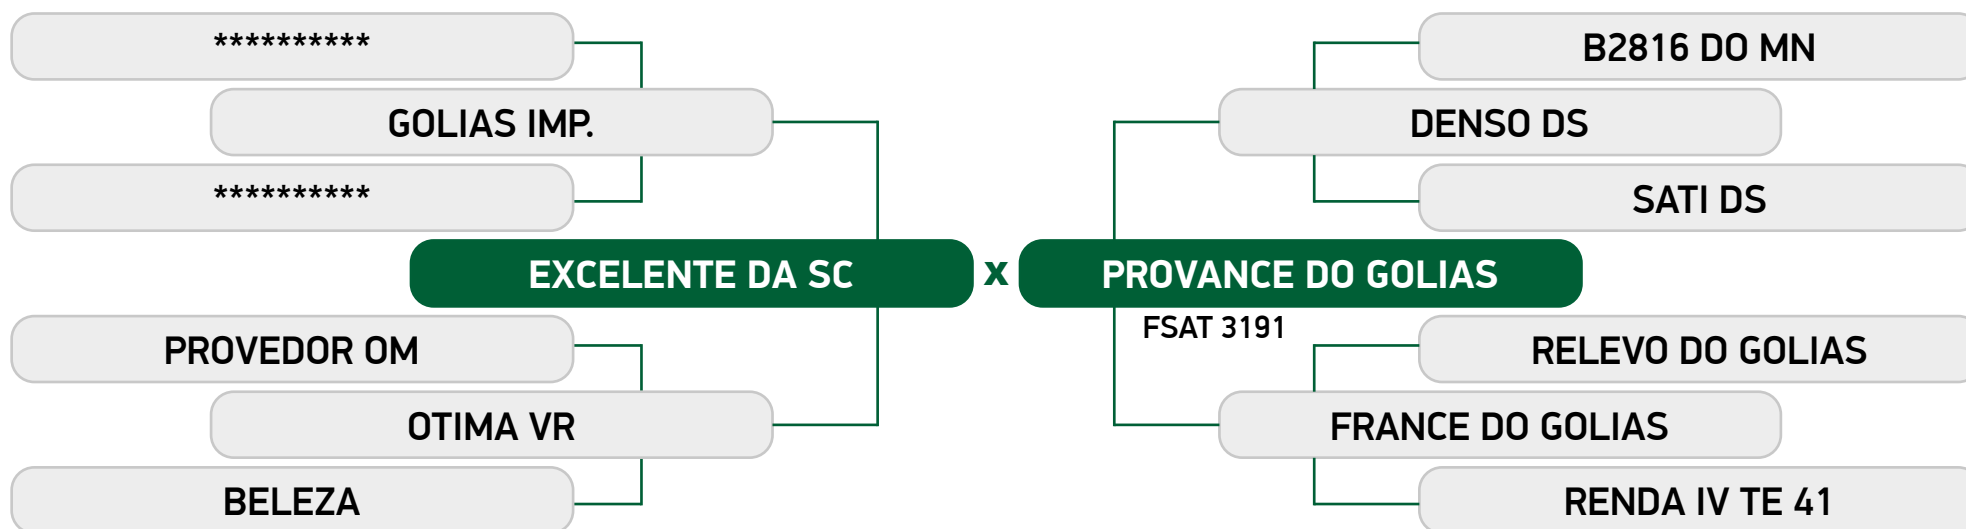 **********
GOLIAS IMP.
**********
EXCELENTE DA SC
PROVEDOR OM
OTIMA VR
BELEZA
x
B2816 DO MN
DENSO DS
SATI DS
PROVANCE DO GOLIAS
FSAT 3191
RELEVO DO GOLIAS
FRANCE DO GOLIAS
RENDA IV TE 41